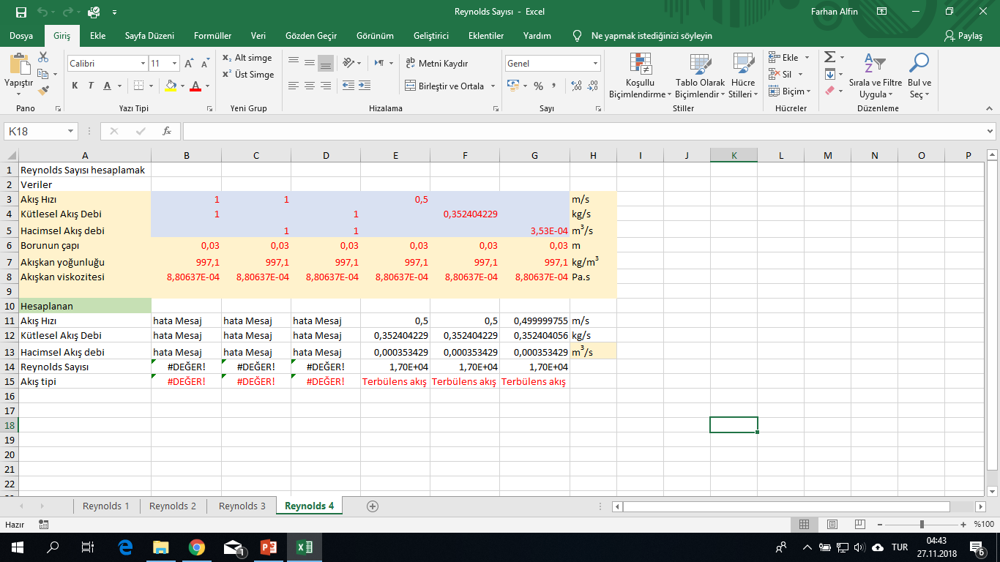 Reynolds Sayısı - Excel
Farhan Alfin
Dosya Giriş Ekle Sayfa Düzeni Formüller Veri Gözden Geçir Görünüm Geliştirici Eklentiler Yardım Ne yapmak istediğinizi söyleyin Paylaş
Yapıştır
Pano
Calibri 11
K T A
Yazı Tipi
x₂ Alt simge
x² Üst Simge
Yeni Grup
Metni Kaydır
Birleştir ve Ortala
Hizalama
Genel
Sayı
Koşullu Biçimlendirme
Tablo Olarak Biçimlendir
Hücre Stilleri
Stiller
Ekle
Sil
Biçim
Hücreler
Sırala ve Filtre Uygula
Bul ve Seç
Düzenleme
K18 fx
A B C D E F G H I J K L M N O P
1 Reynolds Sayısı hesaplamak
2 Veriler
3 Akış Hızı 1 1 0,5 m/s
4 Kütlesel Akış Debi 1 1 0,352404229 kg/s
5 Hacimsel Akış debi 1 1 3,53E-04 m³/s
6 Borunun çapı 0,03 0,03 0,03 0,03 0,03 0,03 m
7 Akışkan yoğunluğu 997,1 997,1 997,1 997,1 997,1 997,1 kg/m³
8 Akışkan viskozitesi 8,80637E-04 8,80637E-04 8,80637E-04 8,80637E-04 8,80637E-04 8,80637E-04 Pa.s
9
10 Hesaplanan
11 Akış Hızı hata Mesaj hata Mesaj hata Mesaj 0,5 0,5 0,499999755 m/s
12 Kütlesel Akış Debi hata Mesaj hata Mesaj hata Mesaj 0,352404229 0,352404229 0,352404056 kg/s
13 Hacimsel Akış debi hata Mesaj hata Mesaj hata Mesaj 0,000353429 0,000353429 0,000353429 m³/s
14 Reynolds Sayısı #DEĞER! #DEĞER! #DEĞER! 1,70E+04 1,70E+04 1,70E+04
15 Akış tipi #DEĞER! #DEĞER! #DEĞER! Terbülens akış Terbülens akış Terbülens akış
16
17
18
19
20
21
22
Reynolds 1 Reynolds 2 Reynolds 3 Reynolds 4
Hazır %100
TUR
04:43
27.11.2018
1
6